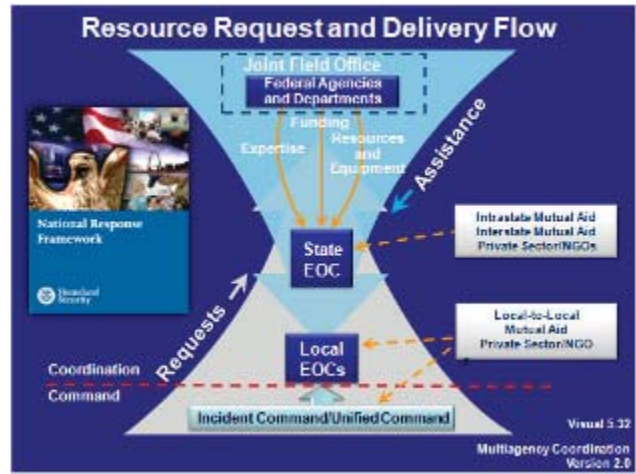 Resource Request and Delivery Flow
Joint Field Office
Federal Agencies
and Departments
Funding
Expertise
Resources
and
Equipment
Assistance
National Response
Framework
Homeland
Security
State
EOC
Intrastate Mutual Aid
Interstate Mutual Aid
Private Sector/NGOs
Requests
Local
EOCs
Local-to-Local
Mutual Aid
Private Sector/NGO
Coordination
Command
Incident Command/Unified Command
Visual 5.32
Multiagency Coordination
Version 2.0